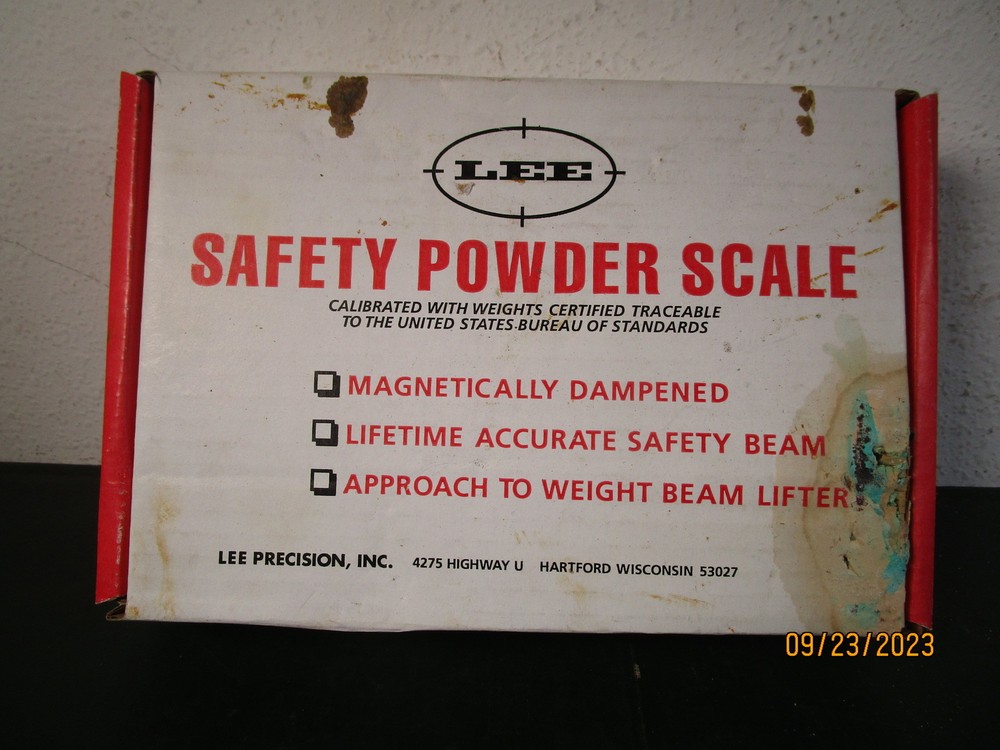 LEE
SAFETY POWDER SCALE
CALIBRATED WITH WEIGHTS CERTIFIED TRACEABLE
TO THE UNITED STATES BUREAU OF STANDARDS
MAGNETICALLY DAMPENED
LIFETIME ACCURATE SAFETY BEAM
APPROACH TO WEIGHT BEAM LIFTER
LEE PRECISION, INC. 4275 HIGHWAY U HARTFORD WISCONSIN 53027
09/23/2023